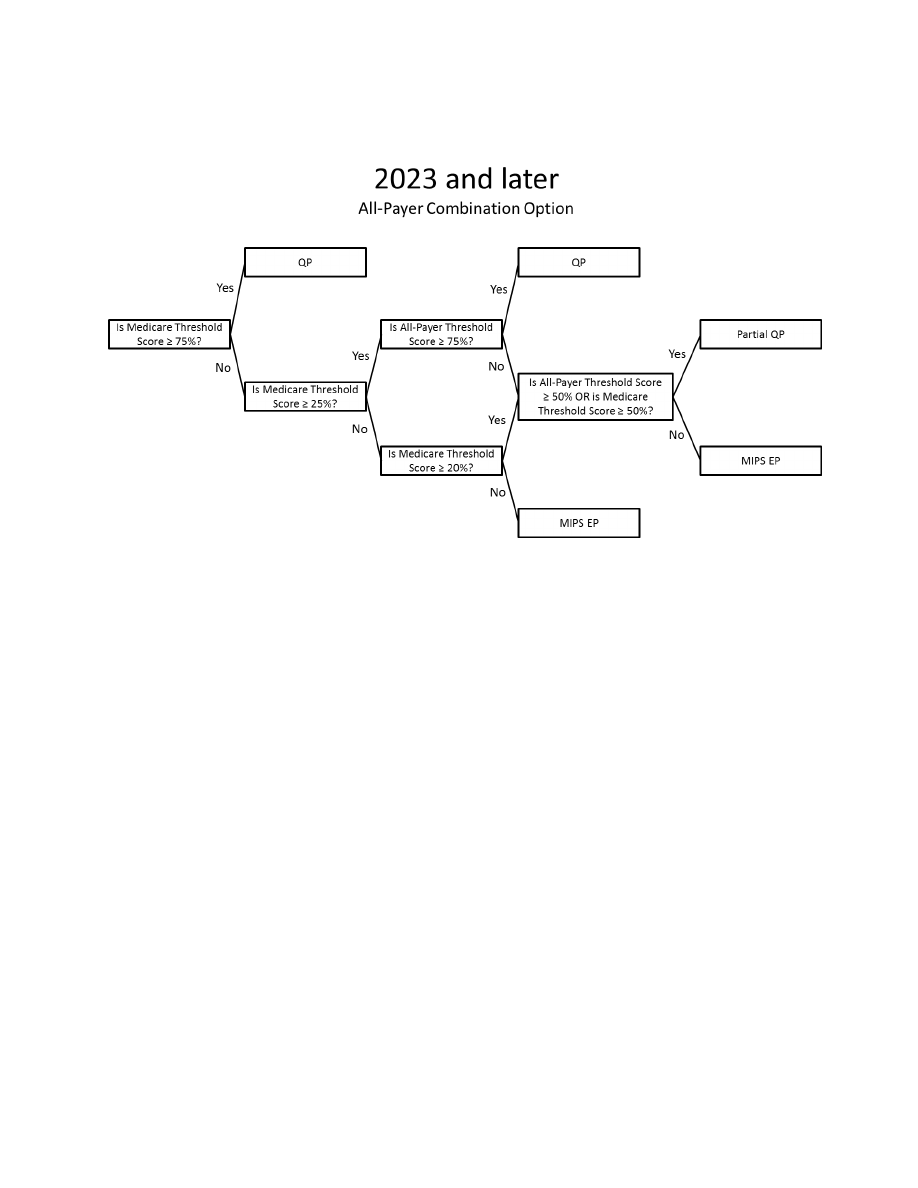 2023 and later
All-Payer Combination Option
QP
QP
Yes
Yes
Is Medicare Threshold
Score ≥ 75%?
Is All-Payer Threshold
Score ≥ 75%?
Partial QP
Yes
Yes
No
No
Is Medicare Threshold
Score ≥ 25%?
Is All-Payer Threshold Score
≥ 50% OR is Medicare
Threshold Score ≥ 50%?
Yes
No
No
Is Medicare Threshold
Score ≥ 20%?
MIPS EP
No
MIPS EP